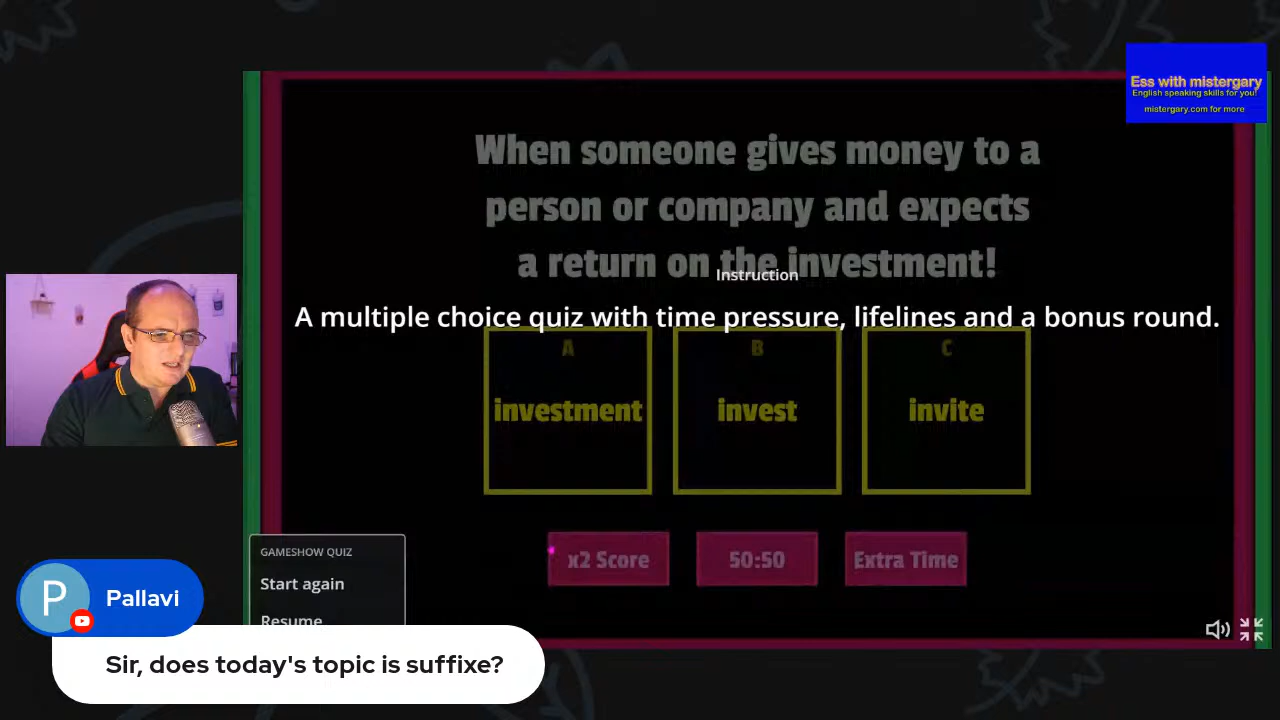 Ess with mistergary
English speaking skills for you!
mistergary.com for more
When someone gives money to a
person or company and expects
a return on the investment!
Instruction
A multiple choice quiz with time pressure, lifelines and a bonus round.
A
B
C
investment
invest
invite
x2 Score
50:50
Extra Time
GAMESHOW QUIZ
Start again
Resume
P
Pallavi
Sir, does today's topic is suffixe?